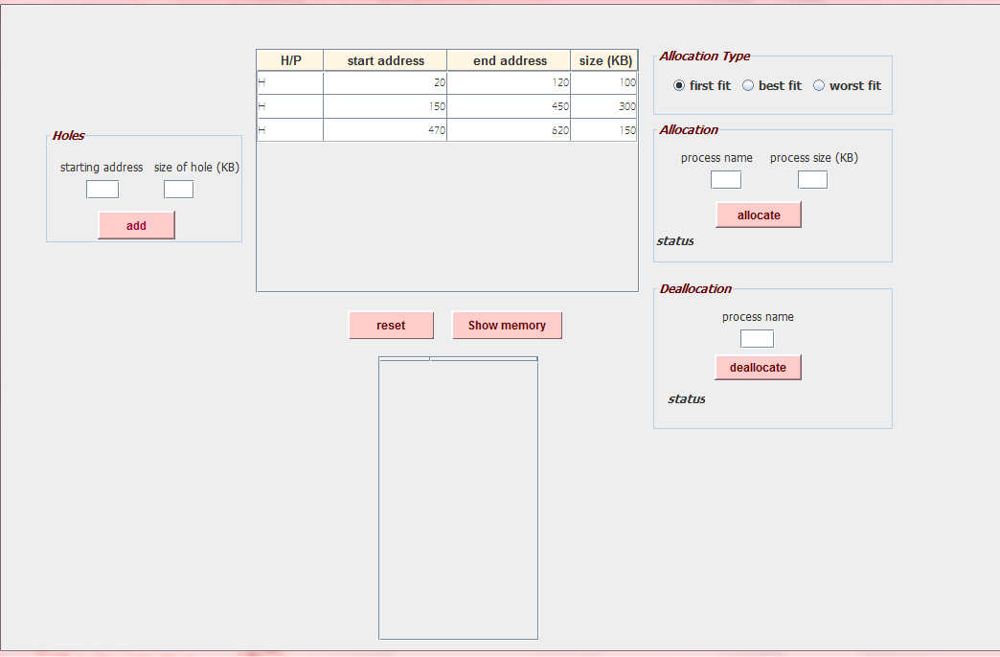 Holes
starting address size of hole (KB)
add
H/P start address end address size (KB)
H 20 120 100
H 150 450 300
H 470 620 150
reset Show memory
Allocation Type
first fit best fit worst fit
Allocation
process name process size (KB)
allocate
status
Deallocation
process name
deallocate
status